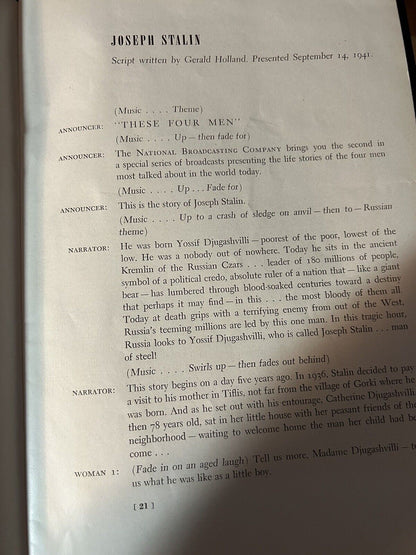 JOSEPH STALIN
Script written by Gerald Holland. Presented September 14, 1941.
(Music . . . . Theme)
ANNOUNCER: "THESE FOUR MEN"
(Music . . . . Up — then fade for)
ANNOUNCER: The National Broadcasting Company brings you the second in
a special series of broadcasts presenting the life stories of the four men
most talked about in the world today.
(Music . . . . Up . . . Fade for)
ANNOUNCER: This is the story of Joseph Stalin.
(Music . . . . Up to a crash of sledge on anvil — then to — Russian
theme)
NARRATOR: He was born Yossif Djugashvilli — poorest of the poor, lowest of the
low. He was a nobody out of nowhere. Today he sits in the ancient
Kremlin of the Russian Czars . . . leader of 180 millions of people,
symbol of a political credo, absolute ruler of a nation that — like a giant
bear — has lumbered through blood-soaked centuries toward a destiny
that perhaps it may find — in this . . . the most bloody of them all
Today at death grips with a terrifying enemy from out of the West,
Russia's teeming millions are led by this one man. In this tragic hour,
Russia looks to Yossif Djugashvilli, who is called Joseph Stalin . . . man
of steel!
(Music . . . . Swirls up — then fades out behind)
NARRATOR: This story begins on a day five years ago. In 1936, Stalin decided to pay
a visit to his mother in Tiflis, not far from the village of Gorki where he
was born. And as he set out with his entourage, Catherine Djugashvilli
then 78 years old, sat in her little house with her peasant friends of the
neighborhood — waiting to welcome home the man her child had be
come . . .
WOMAN 1: (Fade in on an aged laugh) Tell us more, Madame Djugashvilli —
us what he was like as a little boy.
[ 21 ]